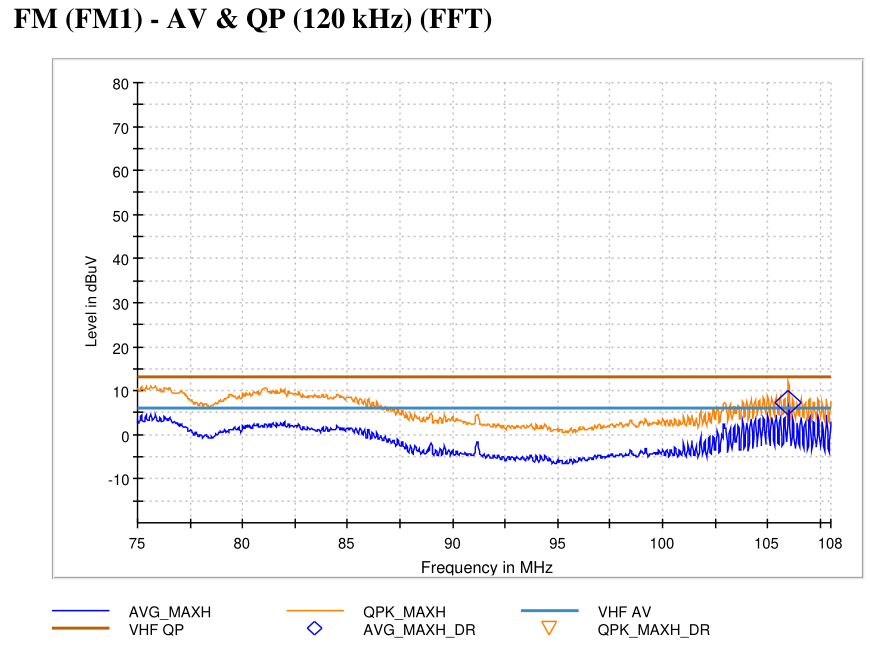 FM (FM1) - AV & QP (120 kHz) (FFT)
80
70
60
50
40
30
20
10
0
-10
Level in dBuV
75 80 85 90 95 100 105 108
Frequency in MHz
AVG_MAXH QPK_MAXH VHF AV
VHF QP AVG_MAXH_DR QPK_MAXH_DR